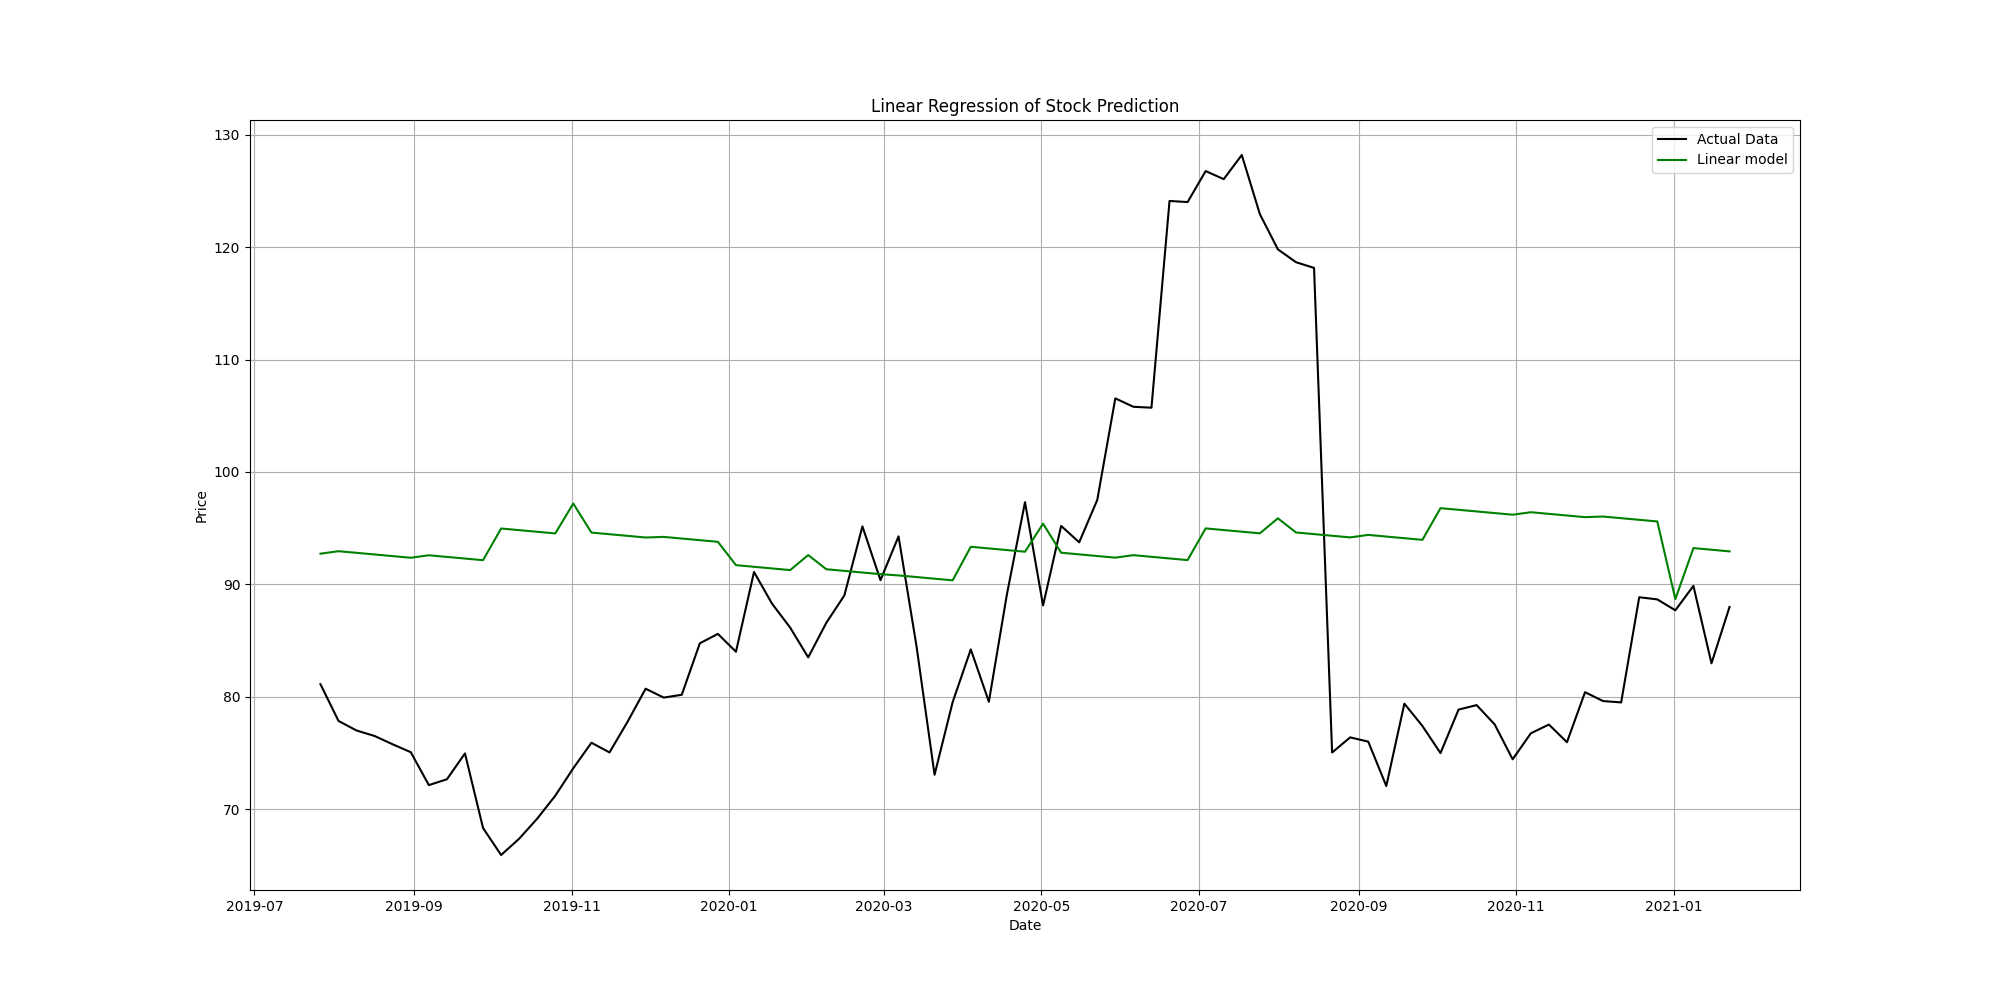 Linear Regression of Stock Prediction
Actual Data
Linear model
130
120
110
100
90
80
70
Price
2019-07 2019-09 2019-11 2020-01 2020-03 2020-05 2020-07 2020-09 2020-11 2021-01
Date